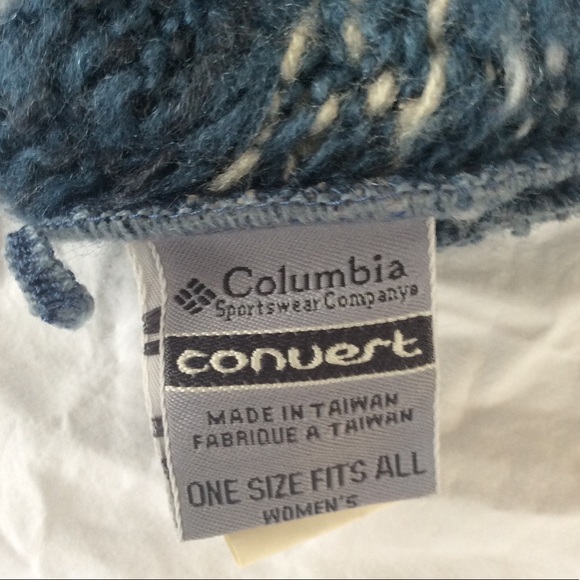 Columbia
Sportswear Company®
convert
MADE IN TAIWAN
FABRIQUE A TAIWAN
ONE SIZE FITS ALL
WOMEN'S